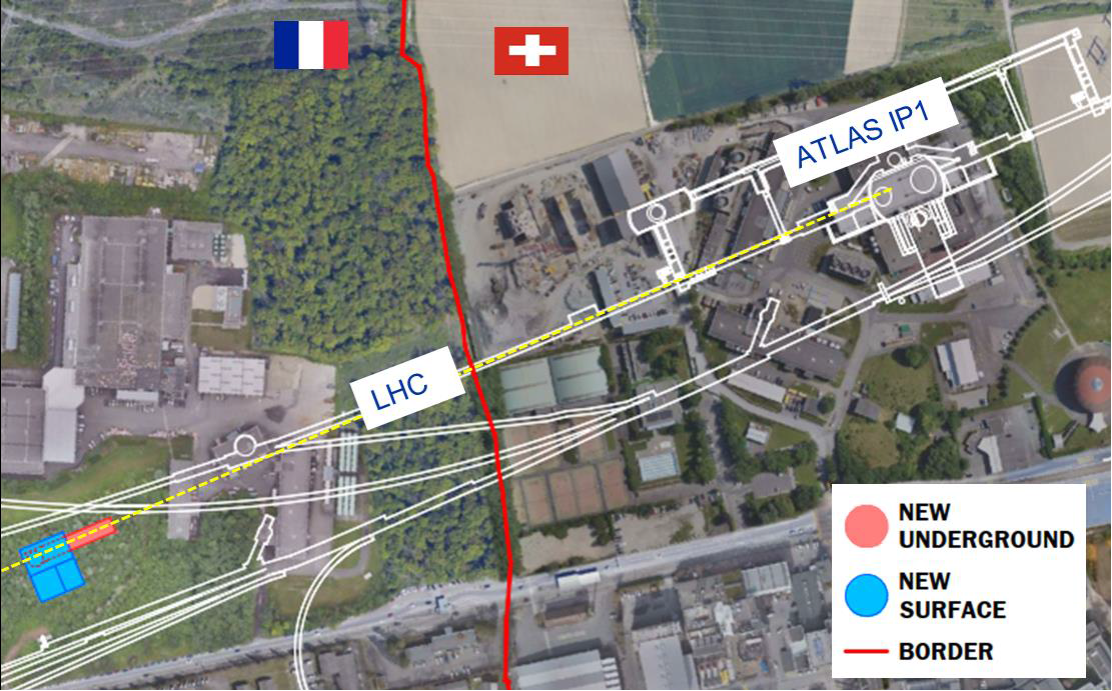 ATLAS IP1
LHC
NEW
UNDERGROUND
NEW
SURFACE
BORDER